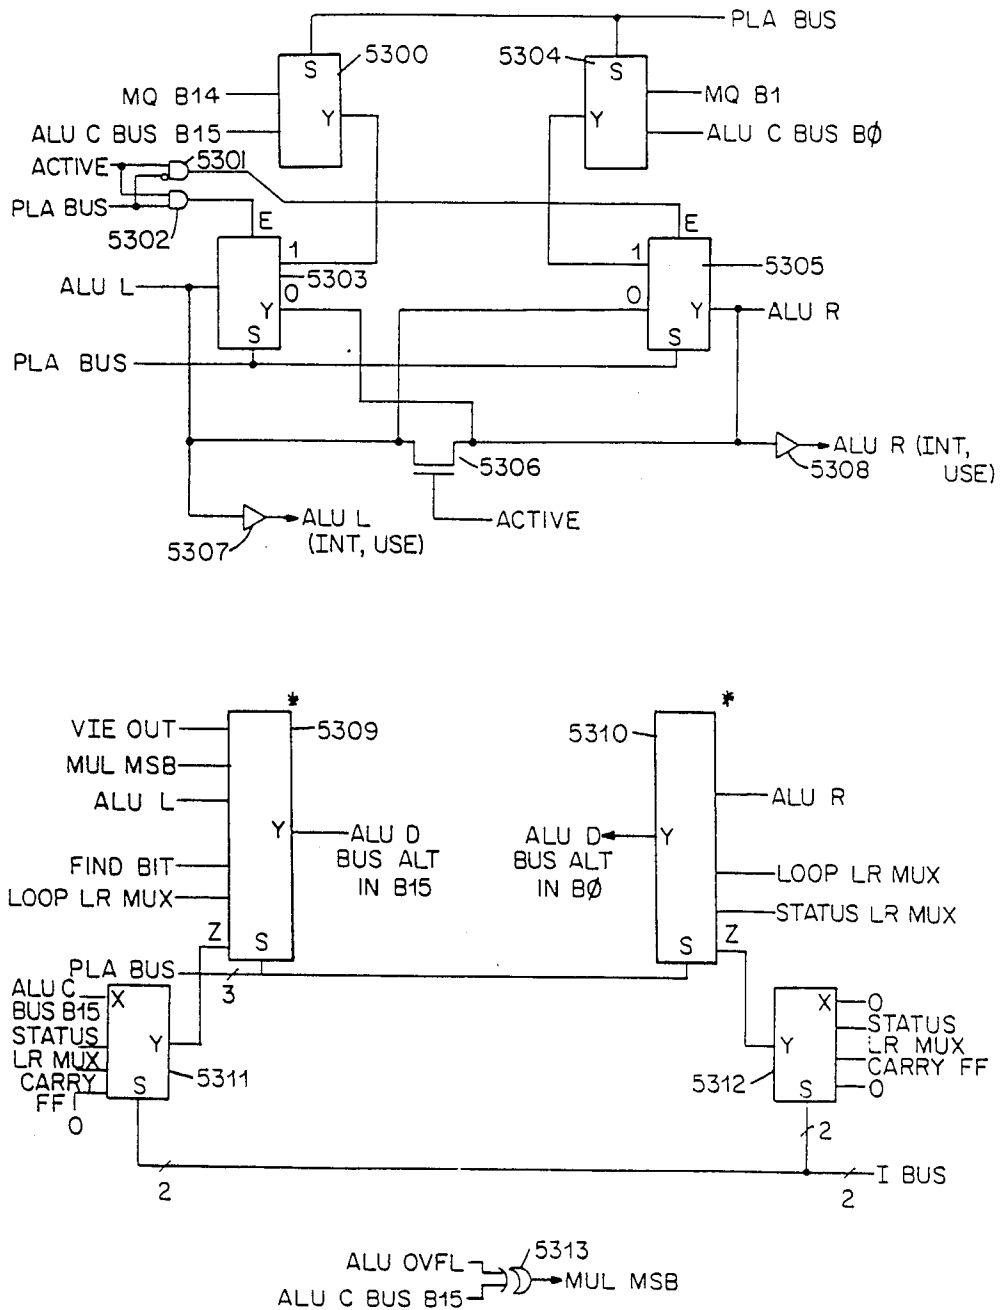 PLA BUS
5300
5304
S
S
MQ B14
Y
Y
MQ B1
ALU C BUS B15
ALU C BUS BØ
ACTIVE
5301
PLA BUS
5302
E
E
1
1
5303
5305
ALU L
0
0
Y
Y
ALU R
S
S
PLA BUS
5306
ALU R (INT,
USE)
5308
ACTIVE
ALU L
(INT, USE)
5307
*
*
VIE OUT
5309
5310
MUL MSB
ALU L
ALU R
Y
ALU D
BUS ALT
IN B15
ALU D
BUS ALT
IN BØ
Y
FIND BIT
LOOP LR MUX
LOOP LR MUX
STATUS LR MUX
Z
S
S
Z
PLA BUS
3
ALU C
BUS B15
X
X
0
STATUS
LR MUX
STATUS
LR MUX
Y
Y
CARRY
FF
CARRY FF
5311
5312
S
S
0
0
2
2
I BUS
2
ALU OVFL
5313
MUL MSB
ALU C BUS B15